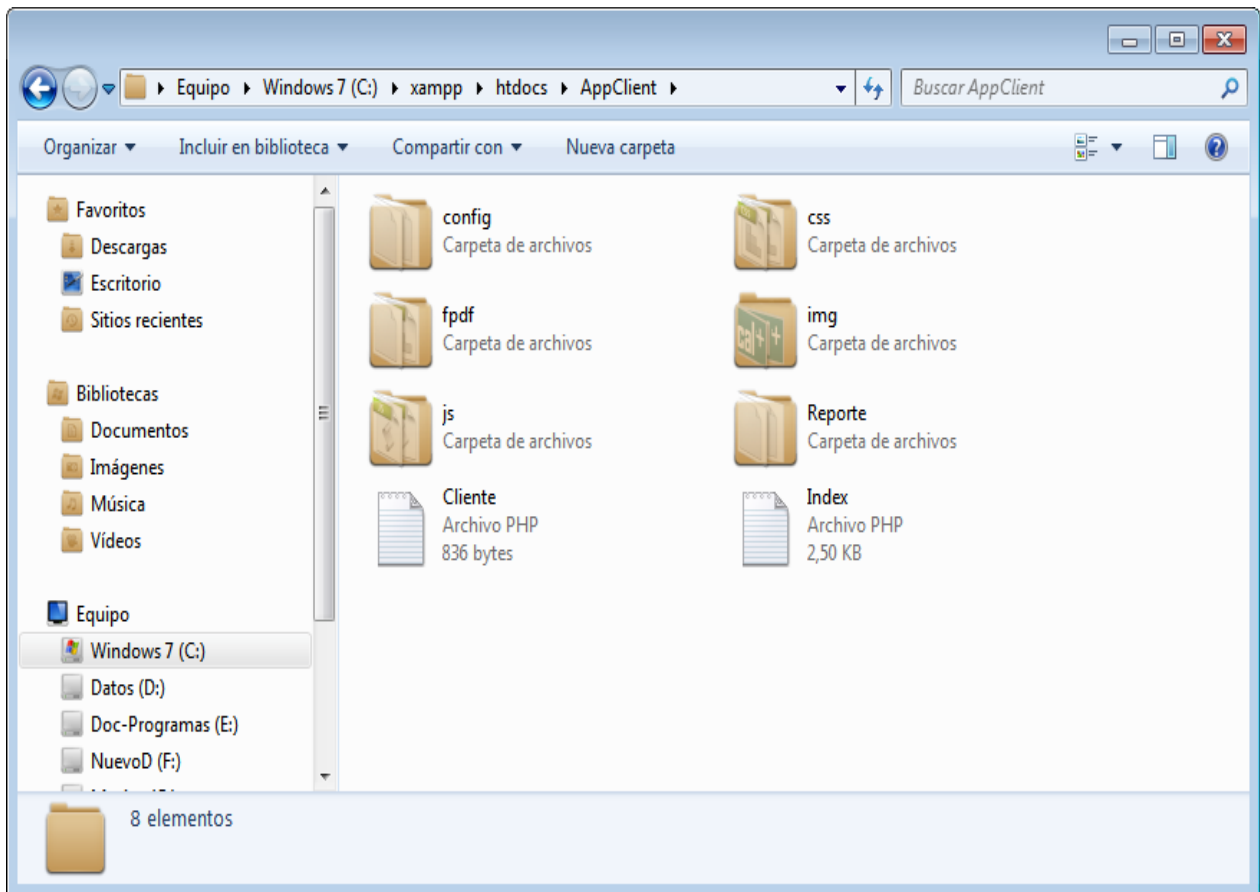 Equipo Windows 7 (C:) xampp htdocs AppClient
Buscar AppClient
Organizar Incluir en biblioteca Compartir con Nueva carpeta
Favoritos
Descargas
Escritorio
Sitios recientes
Bibliotecas
Documentos
Imágenes
Música
Vídeos
Equipo
Windows 7 (C:)
Datos (D:)
Doc-Programas (E:)
NuevoD (F:)
config
Carpeta de archivos
css
Carpeta de archivos
fpdf
Carpeta de archivos
img
Carpeta de archivos
js
Carpeta de archivos
Reporte
Carpeta de archivos
Cliente
Archivo PHP
836 bytes
Index
Archivo PHP
2,50 KB
8 elementos